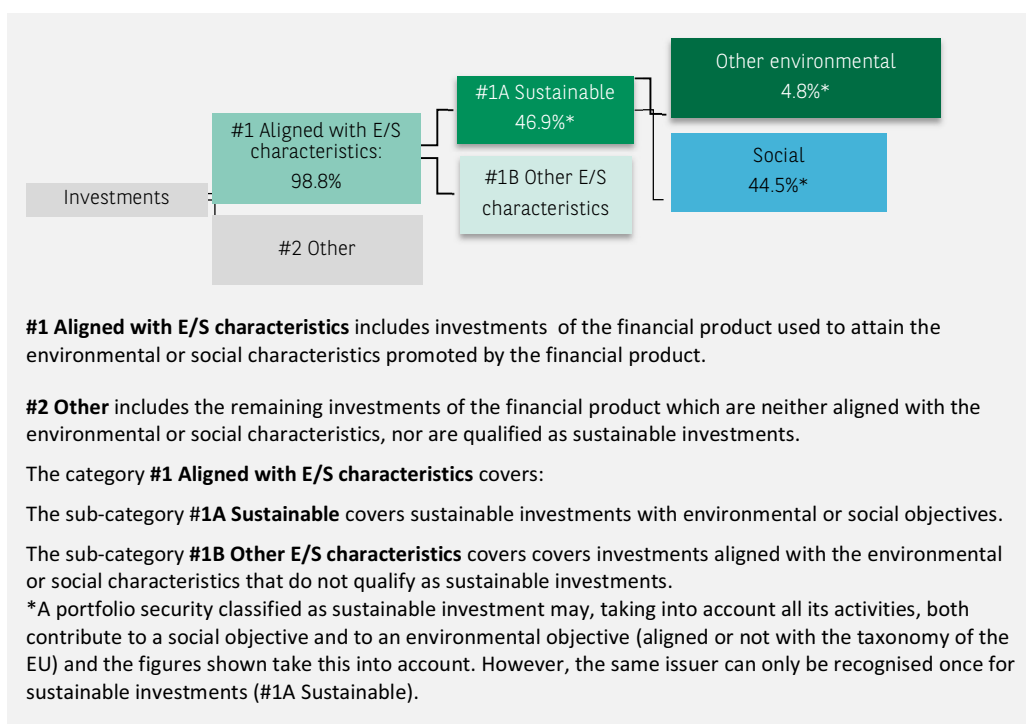 Other environmental
4.8%*
#1A Sustainable
46.9%*
#1 Aligned with E/S
characteristics:
98.8%
Social
44.5%*
#1B Other E/S
characteristics
Investments
#2 Other
#1 Aligned with E/S characteristics includes investments of the financial product used to attain the
environmental or social characteristics promoted by the financial product.
#2 Other includes the remaining investments of the financial product which are neither aligned with the
environmental or social characteristics, nor are qualified as sustainable investments.
The category #1 Aligned with E/S characteristics covers:
The sub-category #1A Sustainable covers sustainable investments with environmental or social objectives.
The sub-category #1B Other E/S characteristics covers covers investments aligned with the environmental
or social characteristics that do not qualify as sustainable investments.
*A portfolio security classified as sustainable investment may, taking into account all its activities, both
contribute to a social objective and to an environmental objective (aligned or not with the taxonomy of the
EU) and the figures shown take this into account. However, the same issuer can only be recognised once for
sustainable investments (#1A Sustainable).